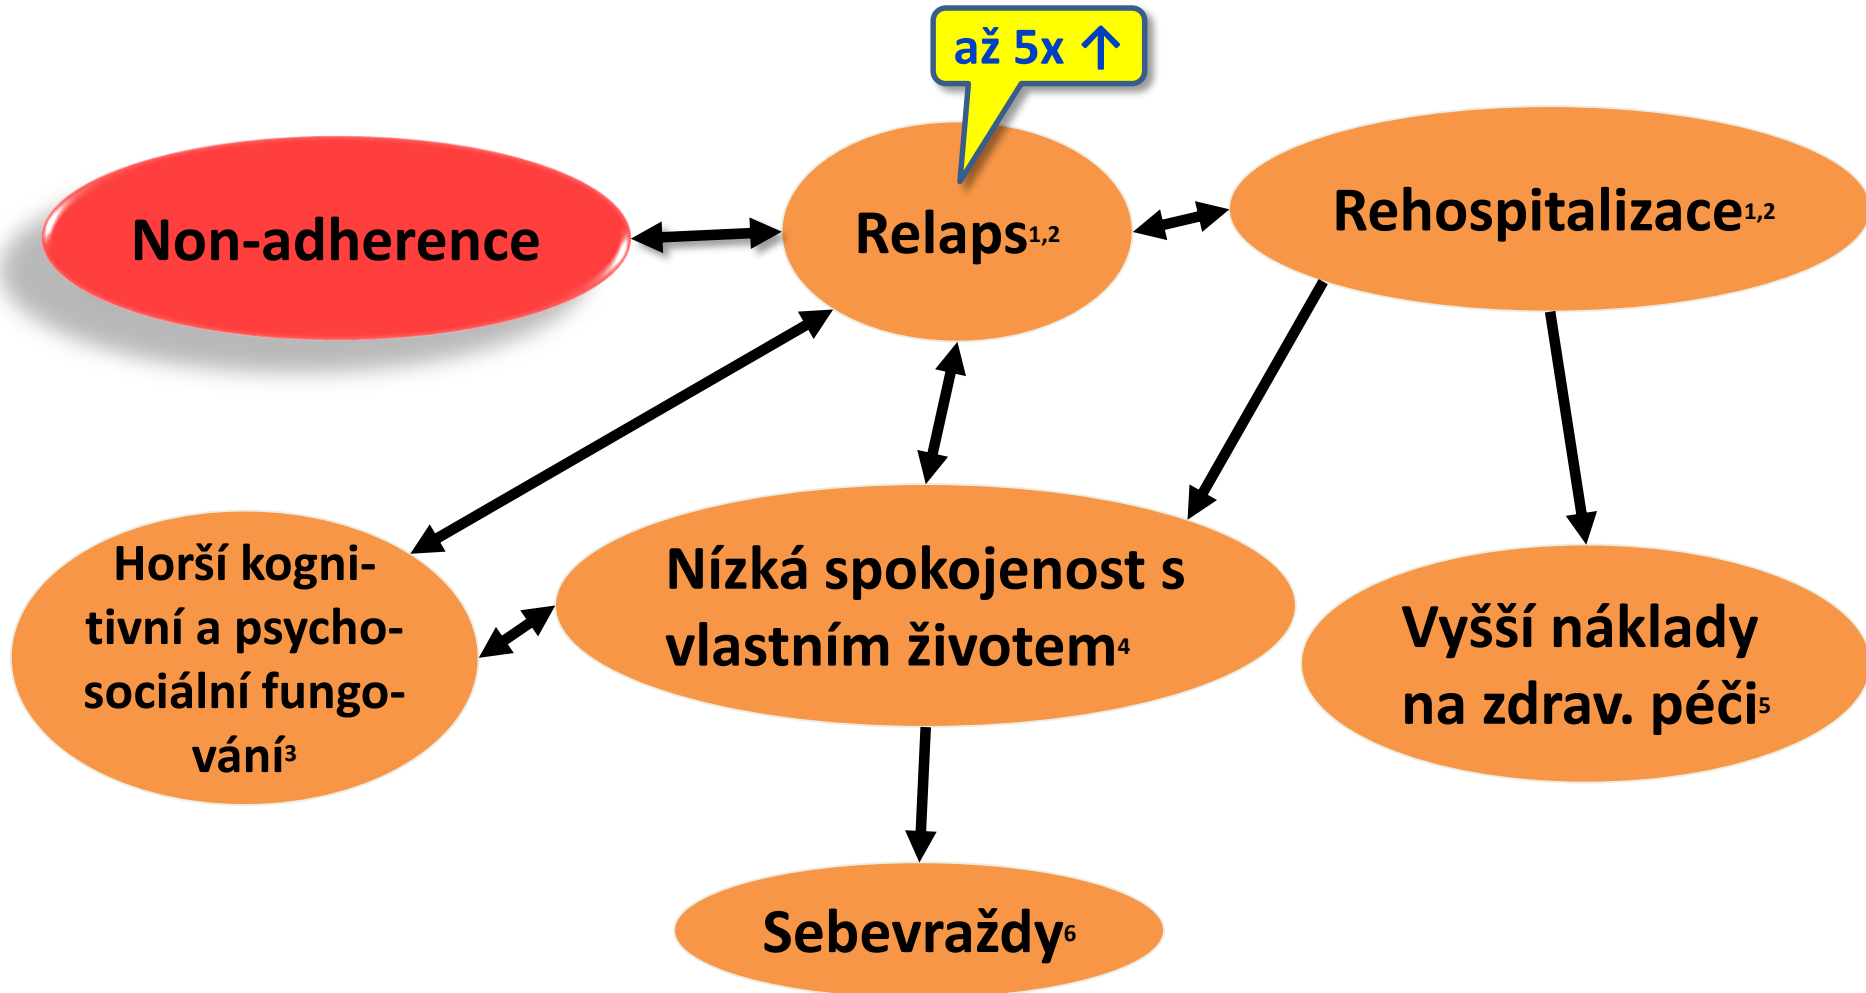 až 5x ↑
Non-adherence
Relaps1,2
Rehospitalizace1,2
Horší kogni-
tivní a psycho-
sociální fungo-
vání3
Nízká spokojenost s
vlastním životem4
Vyšší náklady
na zdrav. péči5
Sebevraždy6